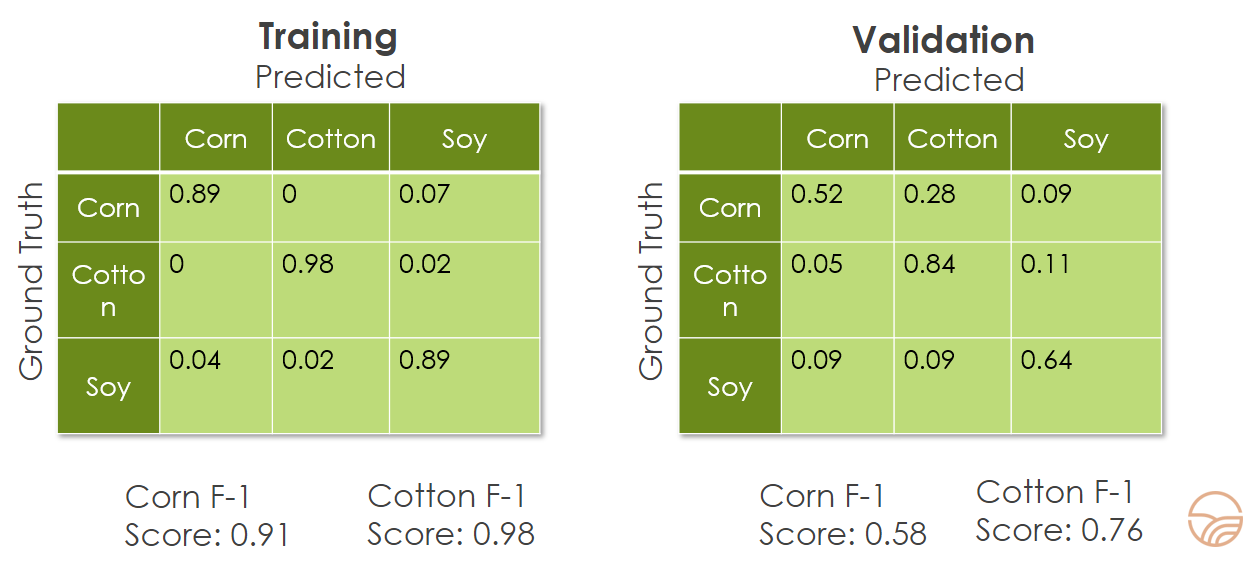 Training
Predicted
Ground Truth
Corn Cotton Soy
Corn 0.89 0 0.07
Cotto
n 0 0.98 0.02
Soy 0.04 0.02 0.89
Corn F-1
Score: 0.91
Cotton F-1
Score: 0.98
Validation
Predicted
Ground Truth
Corn Cotton Soy
Corn 0.52 0.28 0.09
Cotto
n 0.05 0.84 0.11
Soy 0.09 0.09 0.64
Corn F-1
Score: 0.58
Cotton F-1
Score: 0.76